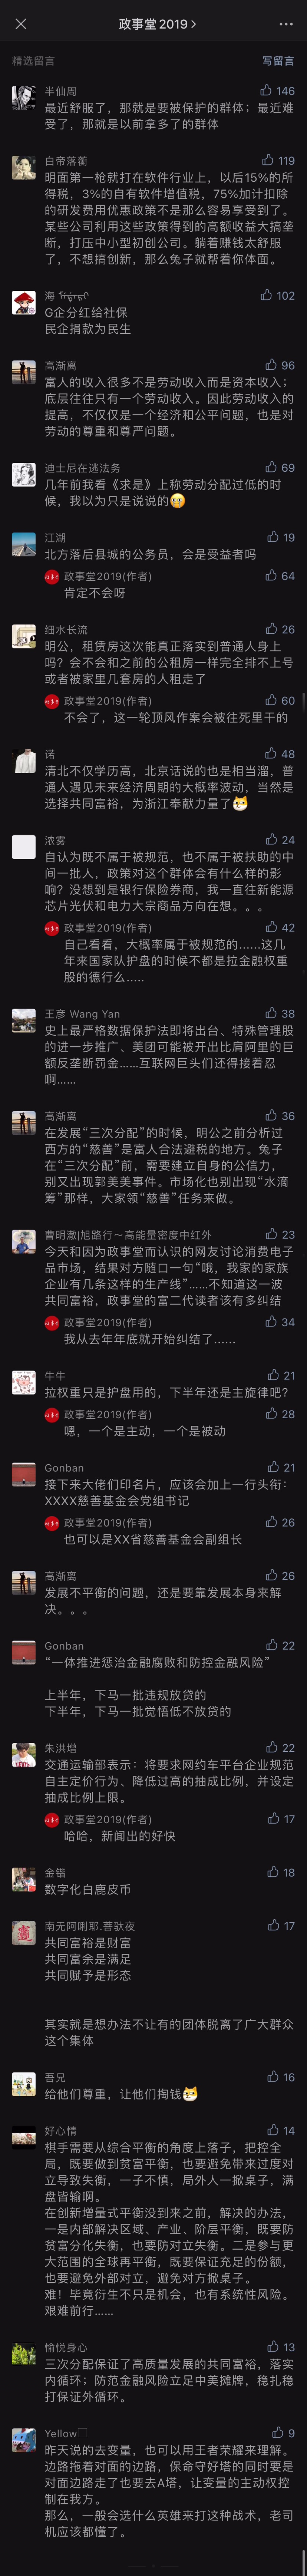 政事堂2019
精选留言
写留言
半仙周
146
最近舒服了，那就是要被保护的群体；最近难
受了，那就是以前拿多了的群体
白帝落蘅
119
明面第一枪就打在软件行业上，以后15%的所
得税，3%的自有软件增值税，75%加计扣除
的研发费用优惠政策不是那么容易享受到了。
某些公司利用这些政策得到的高额收益大搞垄
断，打压中小型初创公司。躺着赚钱太舒服
了，不想搞创新，那么兔子就帮着你体面。
海
102
G企分红给社保
民企捐款为民生
高渐离
96
富人的收入很多不是劳动收入而是资本收入；
底层往往只有一个劳动收入。因此劳动收入的
提高，不仅仅是一个经济和公平问题，也是对
劳动的尊重和尊严问题。
迪士尼在逃法务
69
几年前我看《求是》上称劳动分配过低的时
候，我以为只是说说的
江湖
19
北方落后县城的公务员，会是受益者吗
政事堂2019(作者)
64
肯定不会呀
细水长流
26
明公，租赁房这次能真正落实到普通人身上
吗？会不会和之前的公租房一样完全排不上号
或者被家里几套房的人租走了
政事堂2019(作者)
60
不会了，这一轮顶风作案会被往死里干的
诺
48
清北不仅学历高，北京话说的也是相当溜，普
通人遇见未来经济周期的大概率波动，当然是
选择共同富裕，为浙江奉献力量了
浓雾
24
自认为既不属于被规范，也不属于被扶助的中
间一批人，政策对这个群体会有什么样的影
响？没想到是银行保险券商，我一直往新能源
芯片光伏和电力大宗商品方向在想。。。
政事堂2019(作者)
42
自己看看，大概率属于被规范的......这几
年来国家队护盘的时候不都是拉金融权重
股的德行么.....
王彦 Wang Yan
38
史上最严格数据保护法即将出台、特殊管理股
的进一步推广、美团可能被开出比肩阿里的巨
额反垄断罚金......互联网巨头们还得接着忍
啊......
高渐离
36
在发展“三次分配”的时候，明公之前分析过
西方的“慈善”是富人合法避税的地方。兔子
在“三次分配”前，需要建立自身的公信力，
别又出现郭美美事件。市场化也别出现“水滴
筹”那样，大家领“慈善”任务来做。
曹明澈|旭路行～高能量密度中红外
23
今天和因为政事堂而认识的网友讨论消费电子
品市场，结果对方随口一句“哦，我家的家族
企业有几条这样的生产线”......不知道这一波
共同富裕，政事堂的富二代读者该有多纠结
政事堂2019(作者)
34
我从去年年底就开始纠结了......
牛牛
21
拉权重只是护盘用的，下半年还是主旋律吧？
政事堂2019(作者)
28
嗯，一个是主动，一个是被动
Gonban
21
接下来大佬们印名片，应该会加上一行头衔：
XXXX慈善基金会党组书记
政事堂2019(作者)
26
也可以是XX省慈善基金会副组长
高渐离
26
发展不平衡的问题，还是要靠发展本身来解
决。。。
Gonban
22
“一体推进惩治金融腐败和防控金融风险”
上半年，下马一批违规放贷的
下半年，下马一批觉悟低不放贷的
朱洪增
22
交通运输部表示：将要求网约车平台企业规范
自主定价行为、降低过高的抽成比例，并设定
抽成比例上限。
政事堂2019(作者)
17
哈哈，新闻出的好快
金锴
18
数字化白鹿皮币
南无阿唎耶.菩驮夜
17
共同富裕是财富
共同富余是满足
共同赋予是形态
其实就是想办法不让有的团体脱离了广大群众
这个集体
吾兄
16
给他们尊重，让他们掏钱
好心情
14
棋手需要从综合平衡的角度上落子，把控全
局，既要做到贫富平衡，也要避免带来过度对
立导致失衡，一子不慎，局外人一掀桌子，满
盘皆输啊。
在创新增量式平衡没到来之前，解决的办法，
一是内部解决区域、产业、阶层平衡，既要防
贫富分化失衡，也要防对立失衡。二是参与更
大范围的全球再平衡，既要保证充足的份额，
也要避免外部对立，避免对方掀桌子。
难！毕竟衍生不只是机会，也有系统性风险。
艰难前行......
愉悦身心
13
三次分配保证了高质量发展的共同富裕，落实
内循环；防范金融风险立足中美摊牌，稳扎稳
打保证外循环。
Yellow
9
昨天说的去变量，也可以用王者荣耀来理解。
边路拖着对面的边路，保命守好塔的同时要是
对面边路走了也要去A塔，让变量的主动权控
制在我方。
那么，一般会选什么英雄来打这种战术，老司
机应该都懂了。